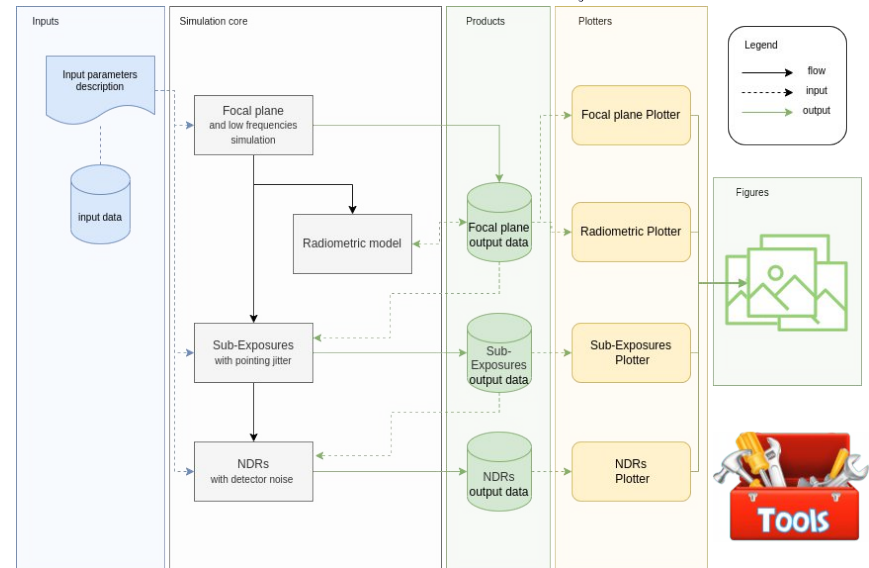 Inputs
Simulation core
Products
Plotters
Legend
flow
input
output
Input parameters
description
input data
Focal plane
and low frequencies
simulation
Radiometric model
Sub-Exposures
with pointing jitter
NDRs
with detector noise
Focal plane
output data
Sub-
Exposures
output data
NDRs
output data
Focal plane Plotter
Radiometric Plotter
Sub-Exposures
Plotter
NDRs
Plotter
Figures
Tools